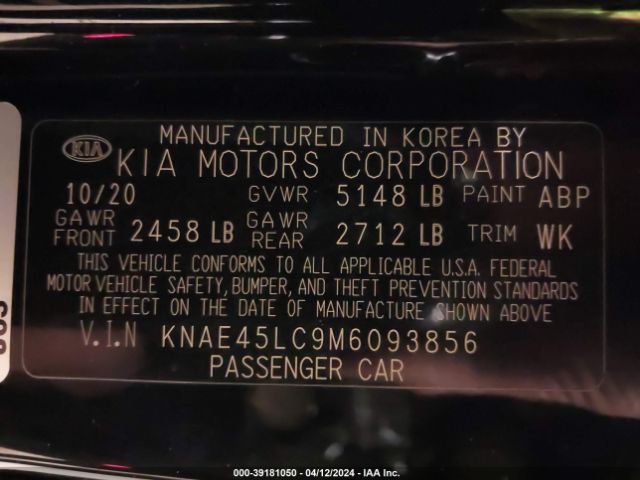 MANUFACTURED IN KOREA BY
KIA KIA MOTORS CORPORATION
10/20 GVWR 5148 LB PAINT ABP
GAWR FRONT 2458 LB GAWR REAR 2712 LB TRIM WK
THIS VEHICLE CONFORMS TO ALL APPLICABLE U.S.A. FEDERAL
MOTOR VEHICLE SAFETY, BUMPER, AND THEFT PREVENTION STANDARDS
IN EFFECT ON THE DATE OF MANUFACTURE SHOWN ABOVE
V.I.N KNAE45LC9M6093856
PASSENGER CAR
000-39181050 - 04/12/2024 - IAA Inc.